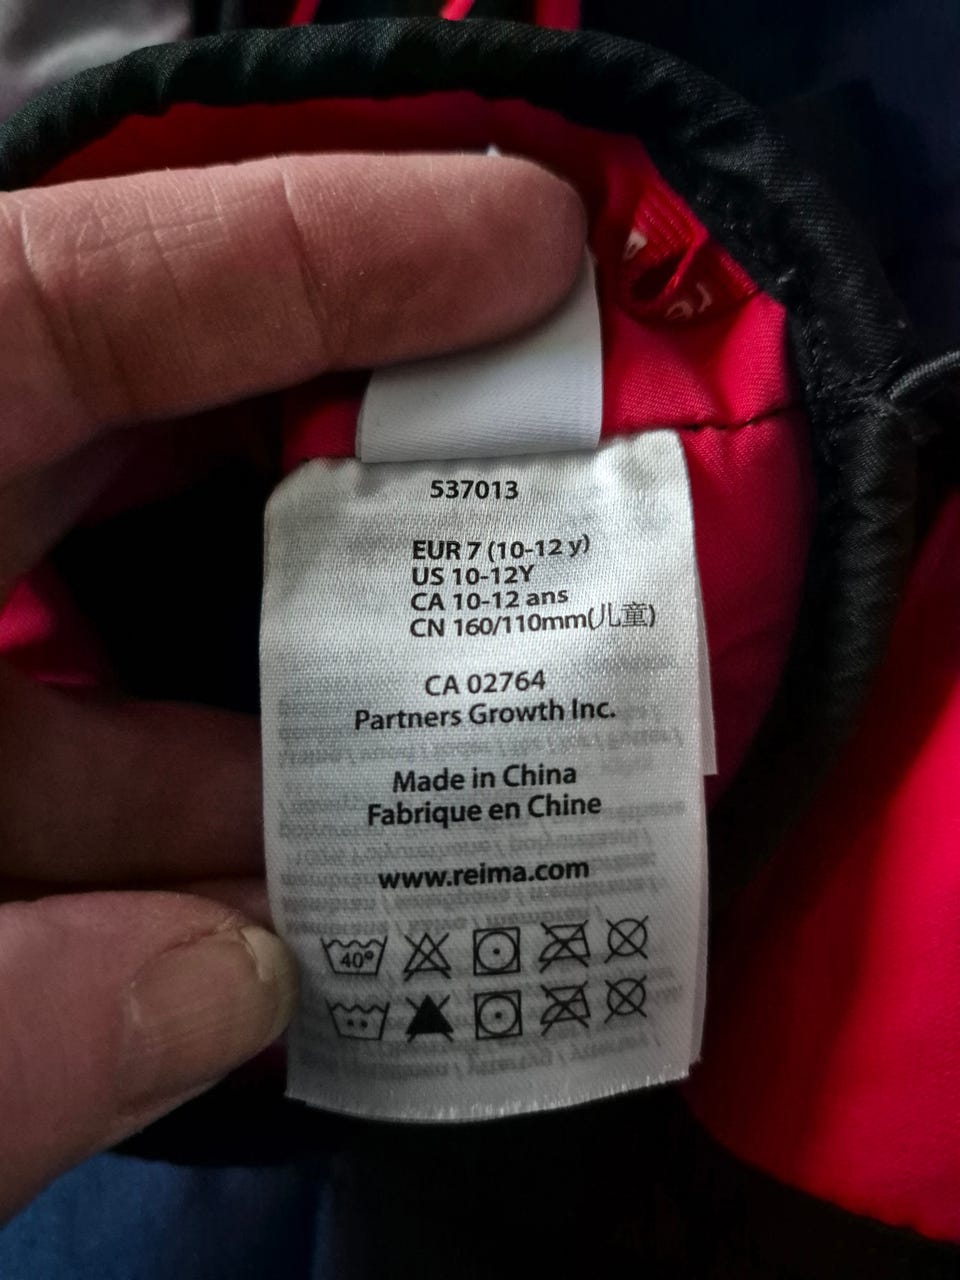 537013
EUR 7 (10-12 y)
US 10-12Y
CA 10-12 ans
CN 160/110mm(儿童)
CA 02764
Partners Growth Inc.
Made in China
Fabrique en Chine
www.reima.com
40°